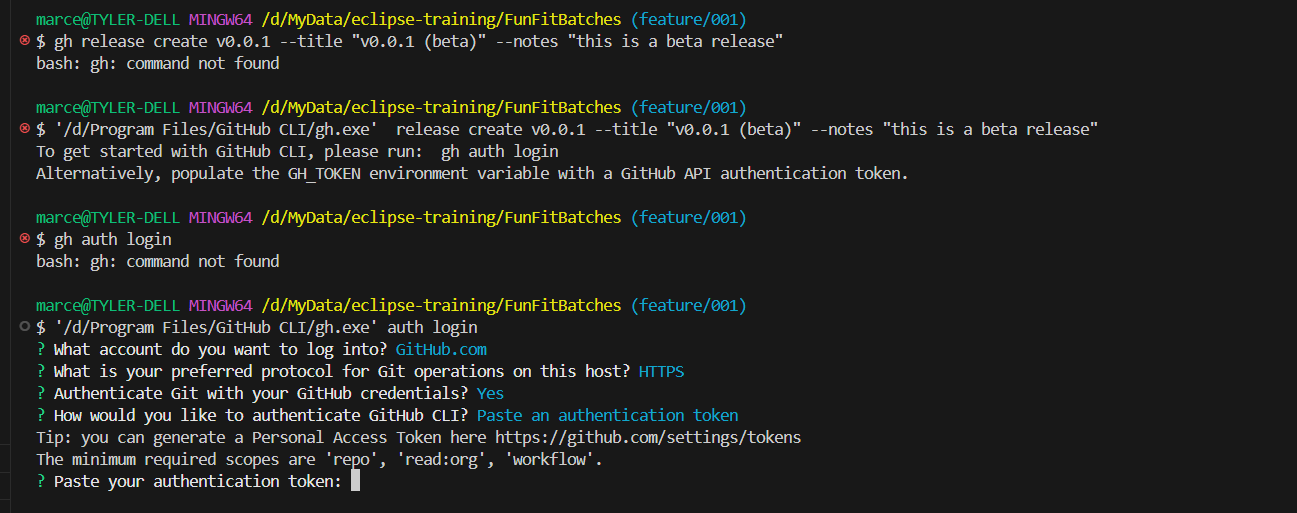 marce@TYLER-DELL MINGW64 /d/MyData/eclipse-training/FunFitBatches (feature/001)
$ gh release create v0.0.1 --title "v0.0.1 (beta)" --notes "this is a beta release"
bash: gh: command not found
marce@TYLER-DELL MINGW64 /d/MyData/eclipse-training/FunFitBatches (feature/001)
$ '/d/Program Files/GitHub CLI/gh.exe'  release create v0.0.1 --title "v0.0.1 (beta)" --notes "this is a beta release"
To get started with GitHub CLI, please run:  gh auth login
Alternatively, populate the GH_TOKEN environment variable with a GitHub API authentication token.
marce@TYLER-DELL MINGW64 /d/MyData/eclipse-training/FunFitBatches (feature/001)
$ gh auth login
bash: gh: command not found
marce@TYLER-DELL MINGW64 /d/MyData/eclipse-training/FunFitBatches (feature/001)
$ '/d/Program Files/GitHub CLI/gh.exe' auth login
? What account do you want to log into? GitHub.com
? What is your preferred protocol for Git operations on this host? HTTPS
? Authenticate Git with your GitHub credentials? Yes
? How would you like to authenticate GitHub CLI? Paste an authentication token
Tip: you can generate a Personal Access Token here https://github.com/settings/tokens
The minimum required scopes are 'repo', 'read:org', 'workflow'.
? Paste your authentication token: